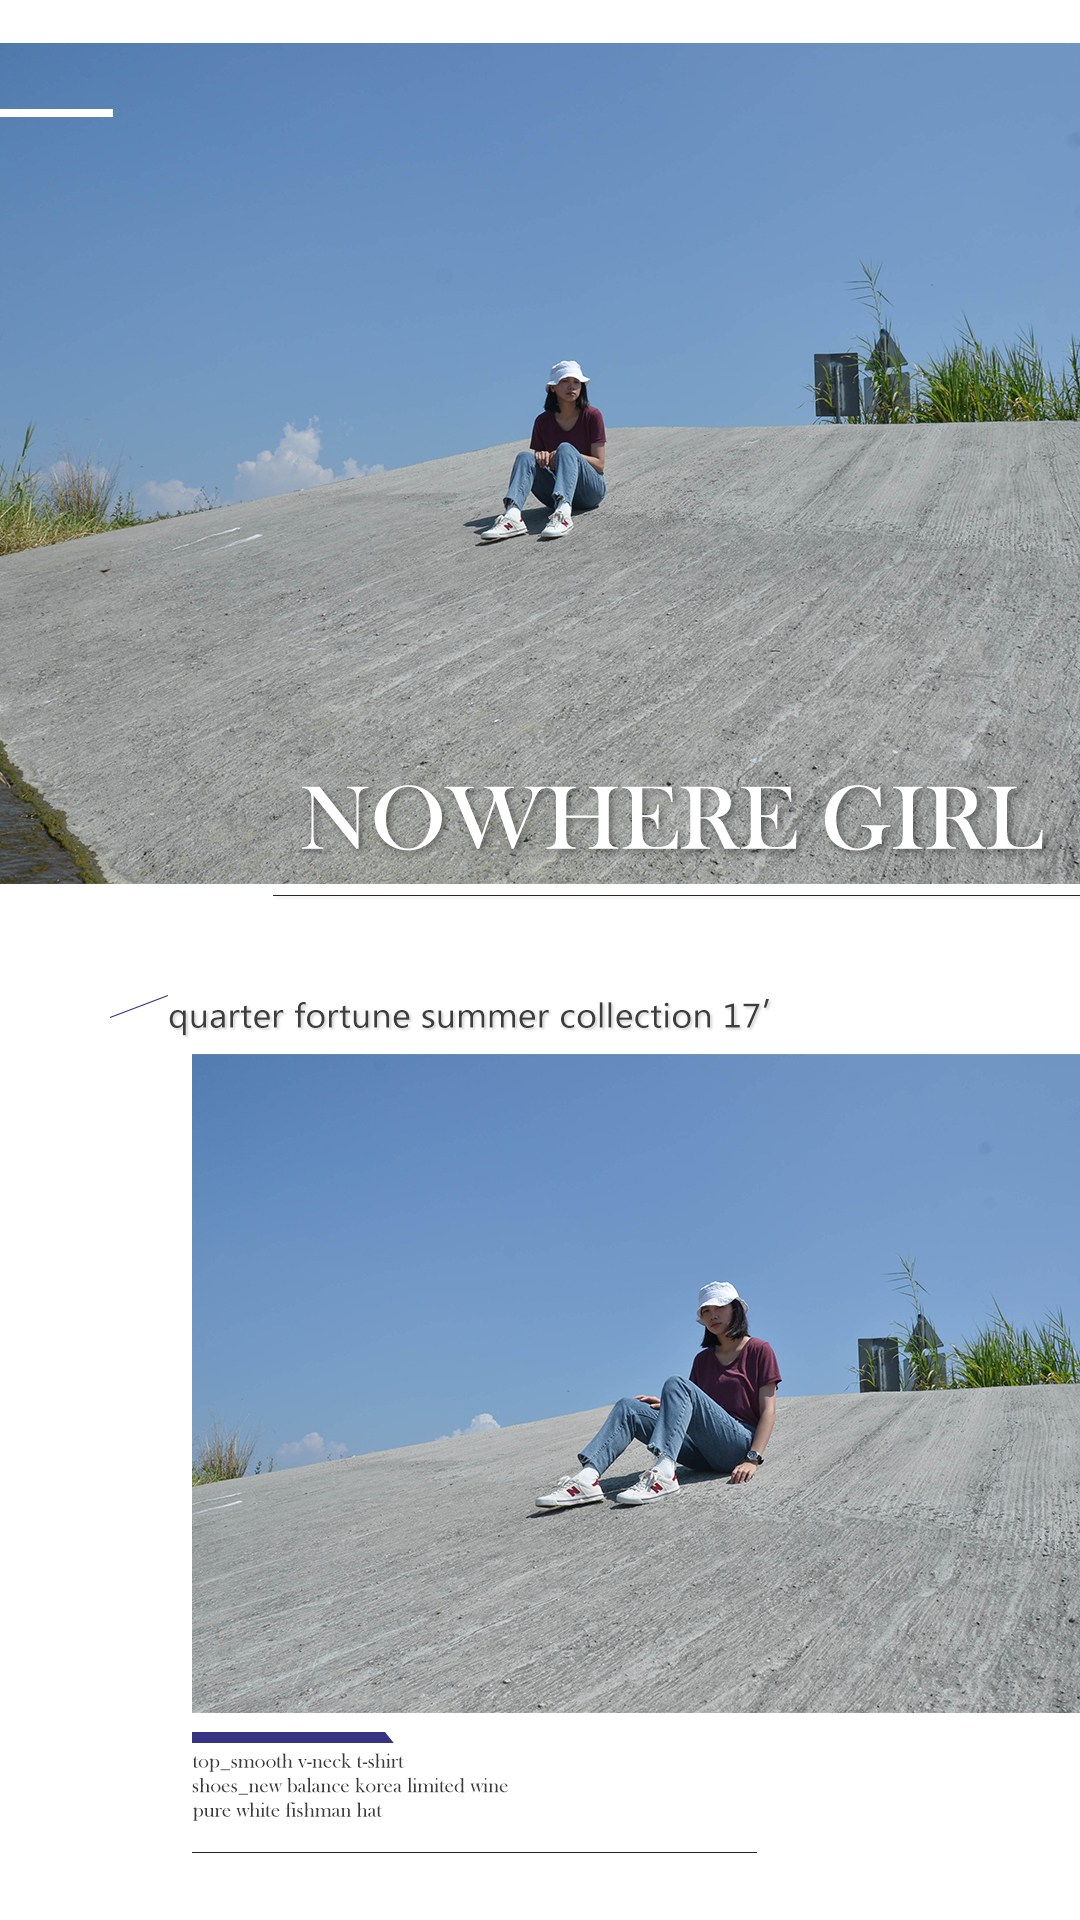 NOWHERE GIRL
quarter fortune summer collection 17'
top_smooth v-neck t-shirt
shoes_new balance korea limited wine
pure white fishman hat